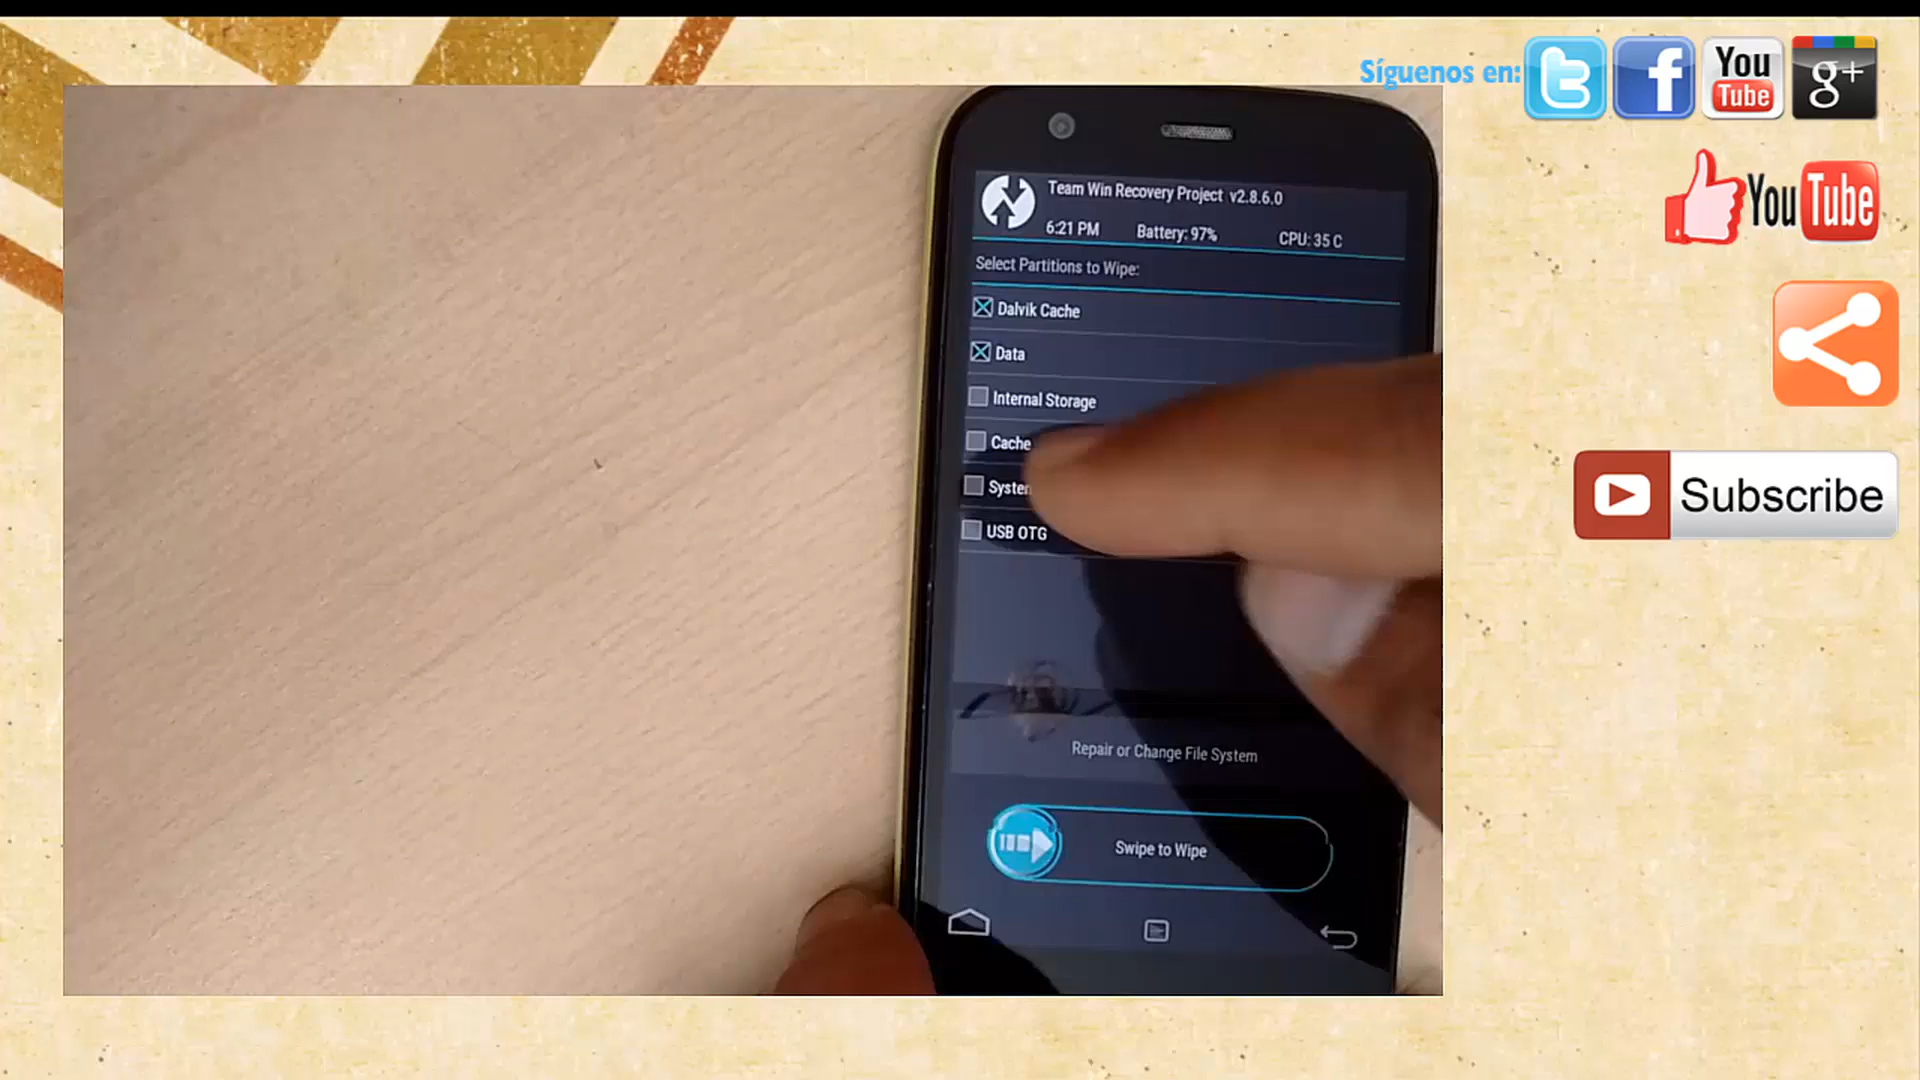 Síguenos en:
You
Tube
g+
YouTube
Subscribe
Team Win Recovery Project v2.8.6.0
6:21 PM Battery: 97% CPU: 35 C
Select Partitions to Wipe:
Dalvik Cache
Data
Internal Storage
Cache
USB OTG
Repair or Change File System
Swipe to Wipe